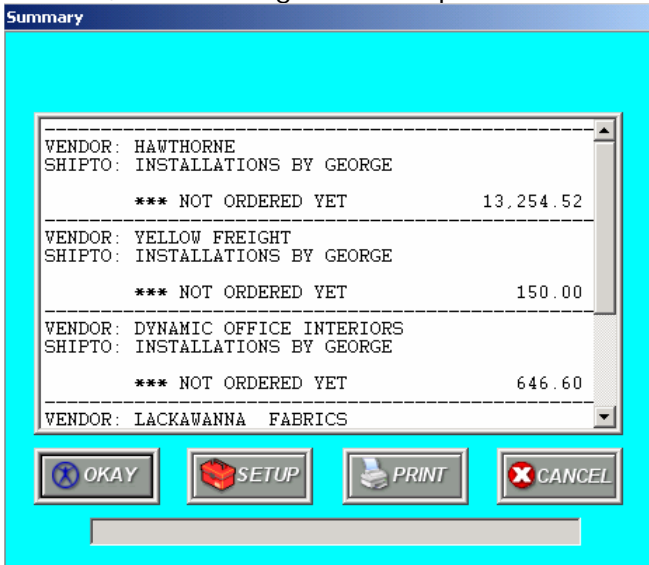 Summary
--------------------------------------------------
VENDOR: HAWTHORNE
SHIPTO: INSTALLATIONS BY GEORGE
*** NOT ORDERED YET 13,254.52
--------------------------------------------------
VENDOR: YELLOW FREIGHT
SHIPTO: INSTALLATIONS BY GEORGE
*** NOT ORDERED YET 150.00
--------------------------------------------------
VENDOR: DYNAMIC OFFICE INTERIORS
SHIPTO: INSTALLATIONS BY GEORGE
*** NOT ORDERED YET 646.60
--------------------------------------------------
VENDOR: LACKAWANNA  FABRICS
OKAY SETUP PRINT CANCEL